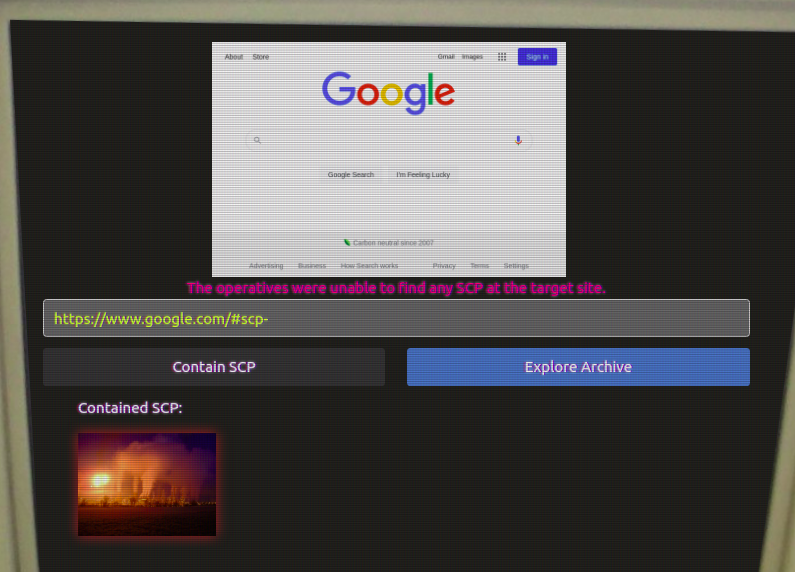 About Store Gmail Images Sign in
Google
Google Search I'm Feeling Lucky
Carbon neutral since 2007
Advertising Business How Search works Privacy Terms Settings
The operatives were unable to find any SCP at the target site.
https://www.google.com/#scp-
Contain SCP Explore Archive
Contained SCP: